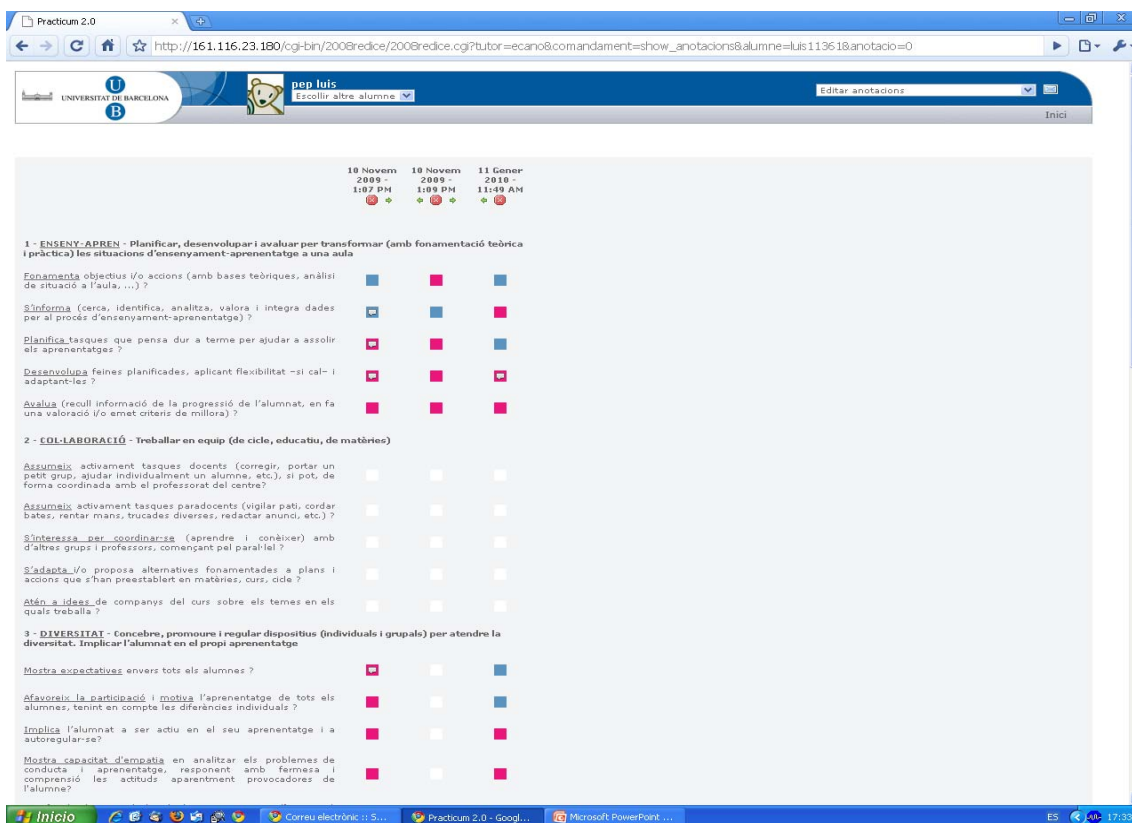 Practicum 2.0
http://161.116.23.180/cgi-bin/2008redice/2008redice.cgi?tutor=ecano&comandament=show_anotacions&alumne=luis11361&anotacio=0
UNIVERSITAT DE BARCELONA
U
B
pep luis
Escollir altre alumne
Editar anotacions
Inici
10 Novem 10 Novem 11 Gener
2009 - 2009 - 2010 -
1:07 PM 1:09 PM 11:49 AM
1 - ENSENY-APREN - Planificar, desenvolupar i avaluar per transformar (amb fonamentació teòrica
i pràctica) les situacions d'ensenyament-aprenentatge a una aula
Fonamenta objectius i/o accions (amb bases teòriques, anàlisi
de situació a l'aula, ...) ?
S'informa (cerca, identifica, analitza, valora i integra dades
per al procés d'ensenyament-aprenentatge) ?
Planifica tasques que pensa dur a terme per ajudar a assolir
els aprenentatges ?
Desenvolupa feines planificades, aplicant flexibilitat -si cal- i
adaptant-les ?
Avalua (recull informació de la progressió de l'alumnat, en fa
una valoració i/o emet criteris de millora) ?
2 - COL·LABORACIÓ - Treballar en equip (de cicle, educatiu, de matèries)
Assumeix activament tasques docents (corregir, portar un
petit grup, ajudar individualment un alumne, etc.), si pot, de
forma coordinada amb el professorat del centre?
Assumeix activament tasques paradocents (vigilar pati, cordar
bates, rentar mans, trucades diverses, redactar anunci, etc.) ?
S'interessa per coordinar-se (aprendre i conèixer) amb
d'altres grups i professors, començant pel paral·lel ?
S'adapta i/o proposa alternatives fonamentades a plans i
accions que s'han preestablert en matèries, curs, cicle ?
Atén a idees de companys del curs sobre els temes en els
quals treballa ?
3 - DIVERSITAT - Concebre, promoure i regular dispositius (individuals i grupals) per atendre la
diversitat. Implicar l'alumnat en el propi aprenentatge
Mostra expectatives envers tots els alumnes ?
Afavoreix la participació i motiva l'aprenentatge de tots els
alumnes, tenint en compte les diferències individuals ?
Implica l'alumnat a ser actiu en el seu aprenentatge i a
autoregular-se?
Mostra capacitat d'empatia en analitzar els problemes de
conducta i aprenentatge, responent amb fermesa i
comprensió les actituds aparentment provocadores de
l'alumne?
Inicio
Correu electrònic :: S...
Practicum 2.0 - Googl...
Microsoft PowerPoint ...
ES
17:33